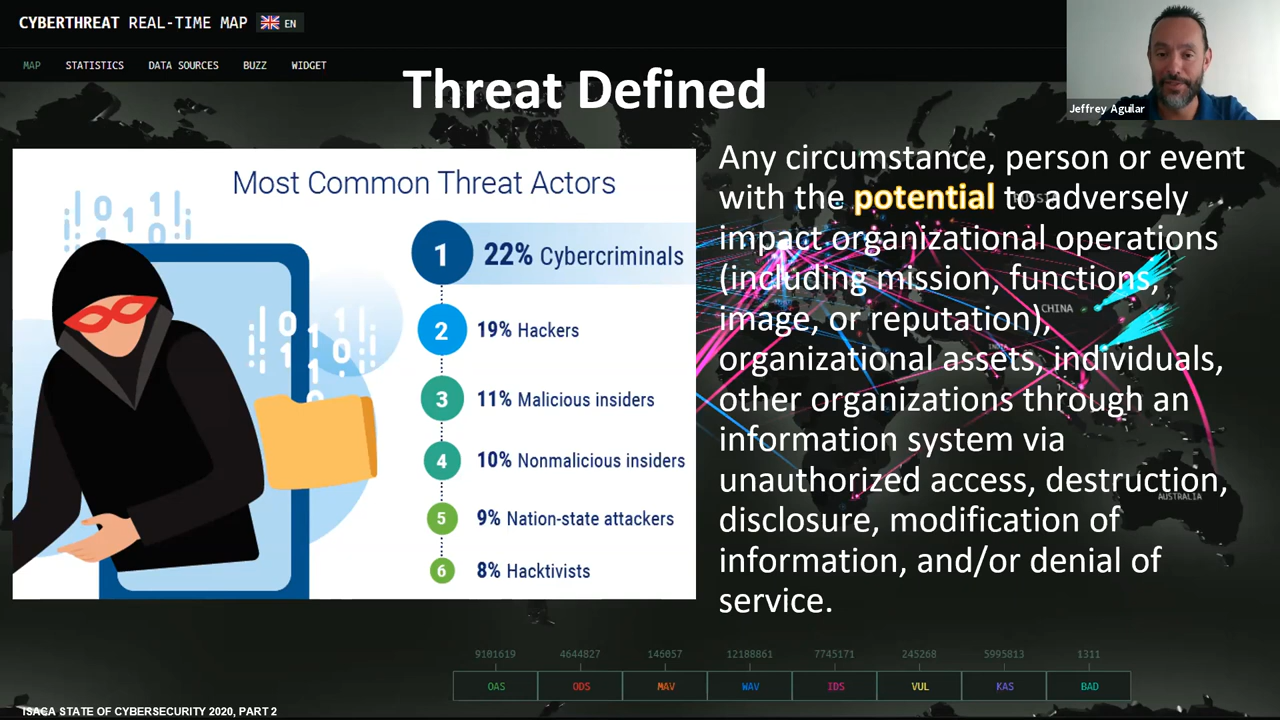 CYBERTHREAT REAL-TIME MAP EN
MAP STATISTICS DATA SOURCES BUZZ WIDGET
Threat Defined
Jeffrey Aguilar
Most Common Threat Actors
1 22% Cybercriminals
2 19% Hackers
3 11% Malicious insiders
4 10% Nonmalicious insiders
5 9% Nation-state attackers
6 8% Hacktivists
Any circumstance, person or event
with the potential to adversely
impact organizational operations
(including mission, functions,
image, or reputation),
organizational assets, individuals,
other organizations through an
information system via
unauthorized access, destruction,
disclosure, modification of
information, and/or denial of
service.
RUSSIA
CHINA
INDIA
AUSTRALIA
9101619 4644827 146057 12188861 7745171 245268 5995813 1311
OAS ODS MAV WAV IDS VUL KAS BAD
ISACA STATE OF CYBERSECURITY 2020, PART 2